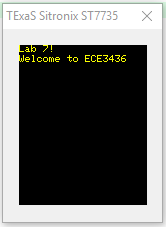 TExaS Sitronix ST7735
Lab 7!
Welcome to ECE3436